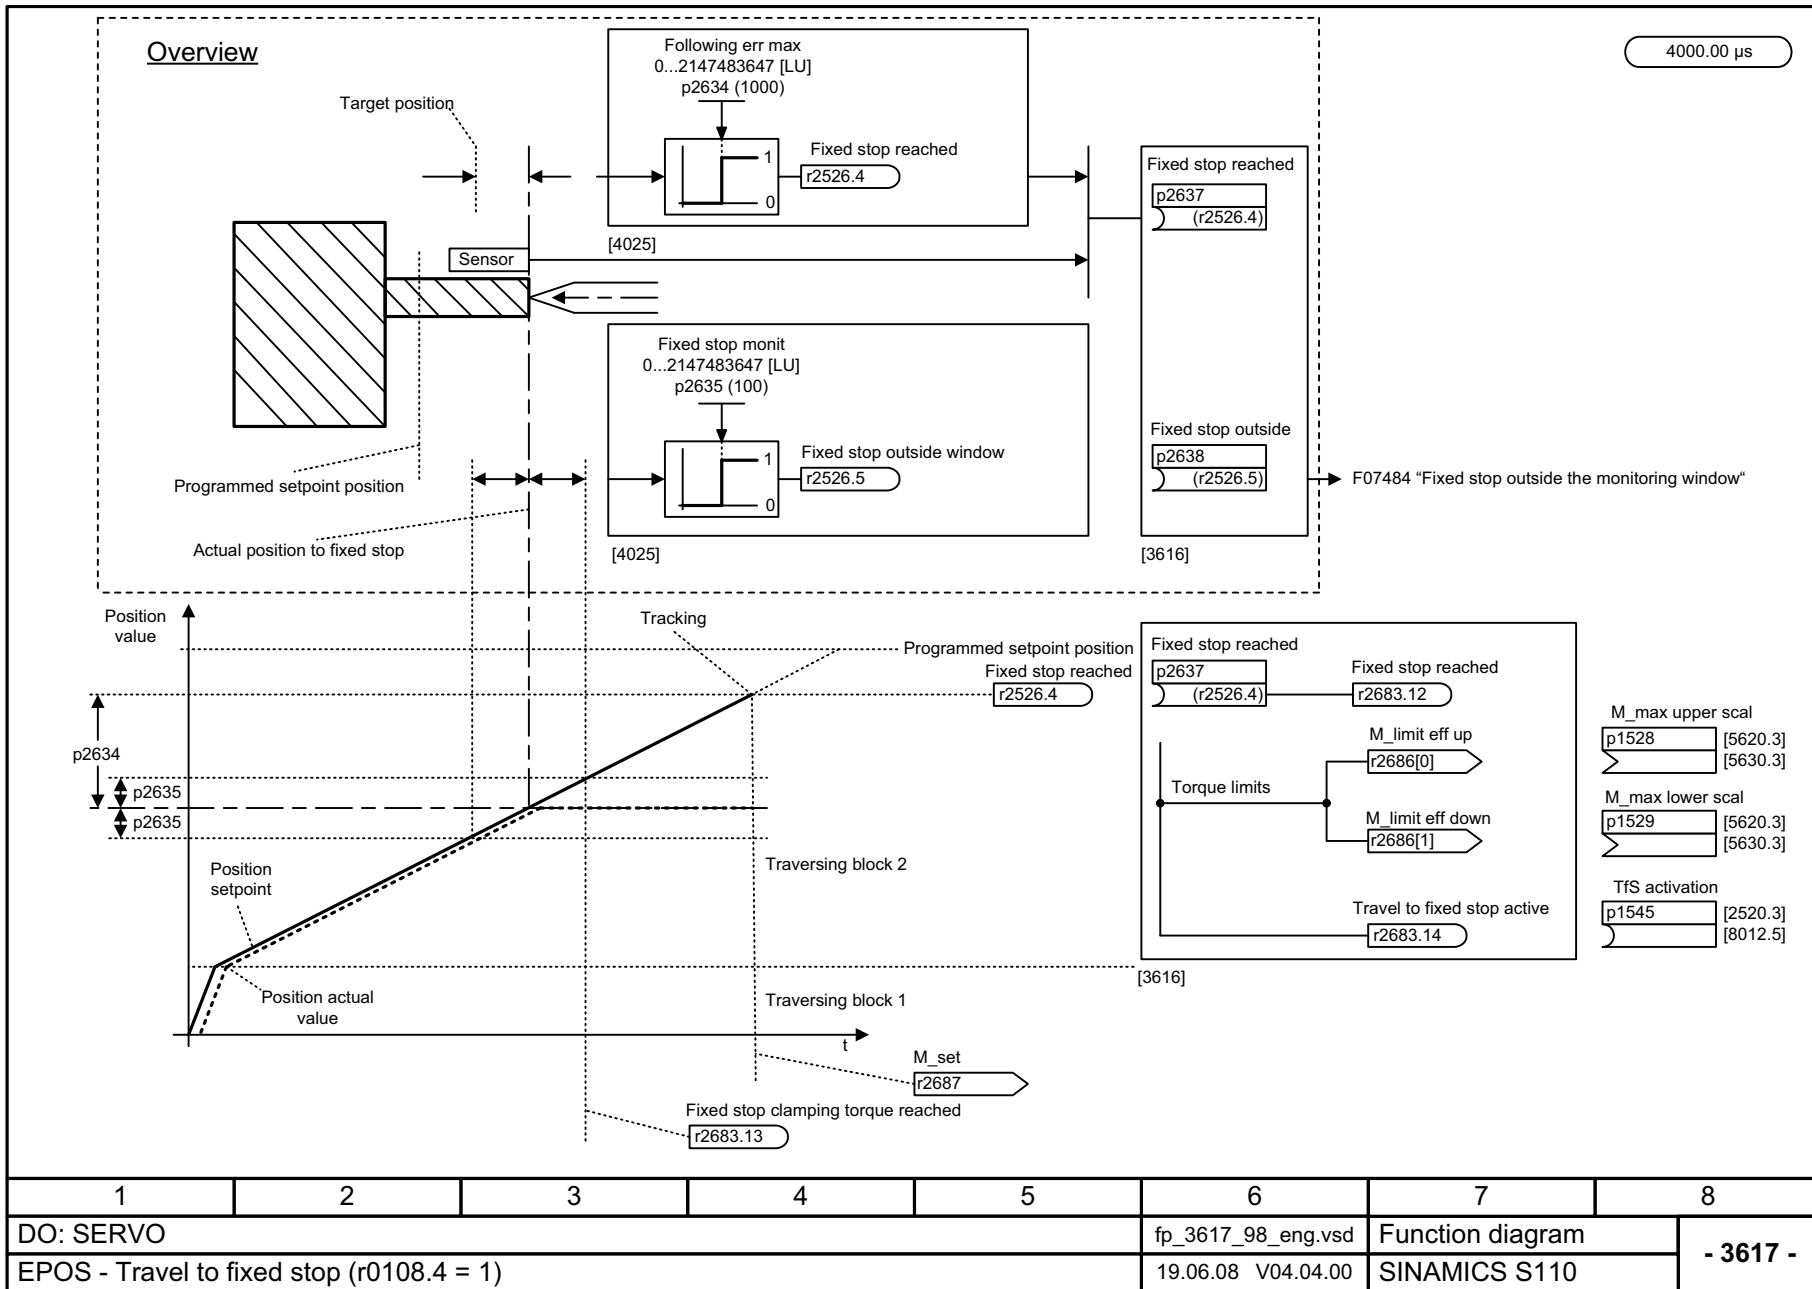 Overview
4000.00 µs
Following err max
0...2147483647 [LU]
p2634 (1000)
Target position
1
0
Fixed stop reached
r2526.4
[4025]
Fixed stop reached
p2637
(r2526.4)
Sensor
Fixed stop monit
0...2147483647 [LU]
p2635 (100)
1
0
Fixed stop outside window
r2526.5
[4025]
Fixed stop outside
p2638
(r2526.5)
[3616]
F07484 “Fixed stop outside the monitoring window“
Programmed setpoint position
Actual position to fixed stop
Position
value
Tracking
Programmed setpoint position
Fixed stop reached
r2526.4
p2634
p2635
p2635
Position
setpoint
Position actual
value
Traversing block 2
Traversing block 1
t
M_set
r2687
Fixed stop clamping torque reached
r2683.13
Fixed stop reached
p2637
(r2526.4)
Fixed stop reached
r2683.12
M_limit eff up
r2686[0]
Torque limits
M_limit eff down
r2686[1]
Travel to fixed stop active
r2683.14
[3616]
M_max upper scal
p1528
[5620.3]
[5630.3]
M_max lower scal
p1529
[5620.3]
[5630.3]
TfS activation
p1545
[2520.3]
[8012.5]
1 2 3 4 5 6 7 8
DO: SERVO
fp_3617_98_eng.vsd
Function diagram
- 3617 -
EPOS - Travel to fixed stop (r0108.4 = 1)
19.06.08 V04.04.00
SINAMICS S110